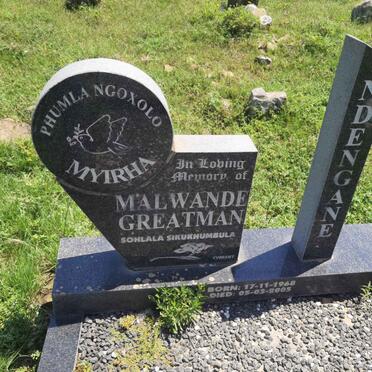 PHUMLA NGOXOLO
MYIRHA
In Loving
Memory of
MALWANDE
GREATMAN
SOHLALA SIKUKHUMBULA
NDENGANE
BORN: 17-11-1968
DIED: 05-03-2005